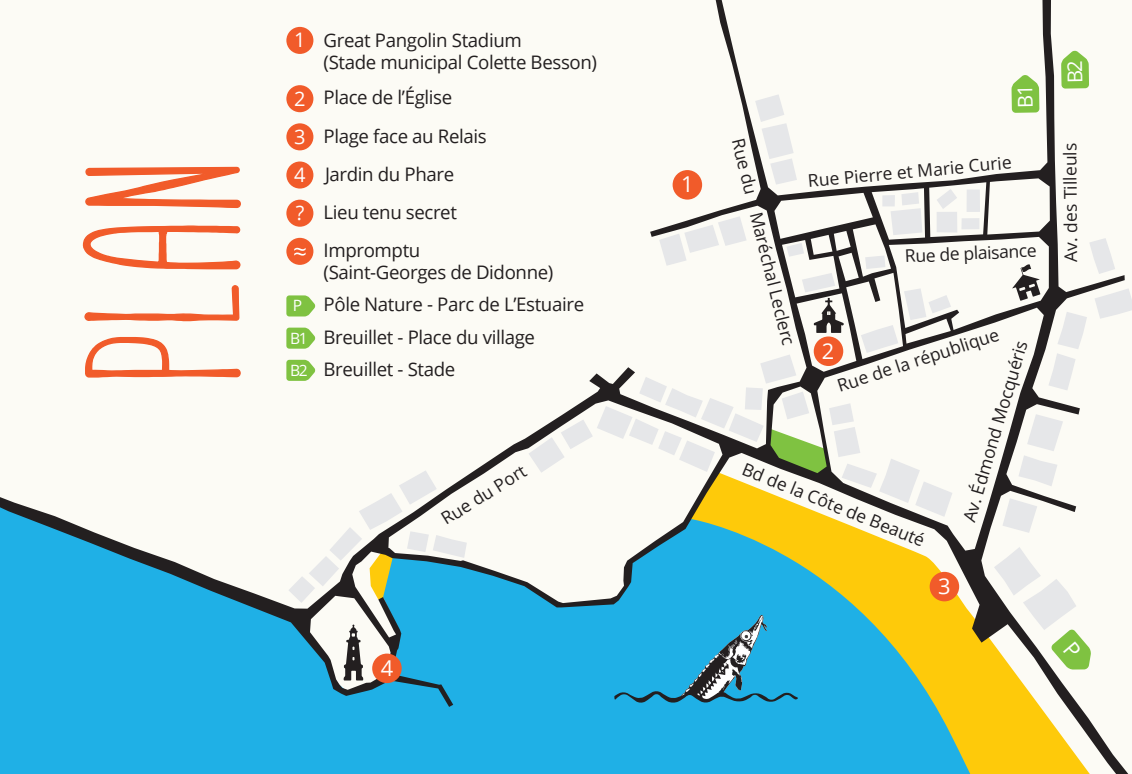 PLAN
1 Great Pangolin Stadium
(Stade municipal Colette Besson)
2 Place de l'Église
3 Plage face au Relais
4 Jardin du Phare
? Lieu tenu secret
≈ Impromptu
(Saint-Georges de Didonne)
P Pôle Nature - Parc de L'Estuaire
B1 Breuillet - Place du village
B2 Breuillet - Stade
B2
B1
Rue du
Maréchal Leclerc
1
Rue Pierre et Marie Curie
Av. des Tilleuls
Rue de plaisance
2
Rue de la république
Av. Édmond Mocquéris
Rue du Port
Bd de la Côte de Beauté
3
4
P